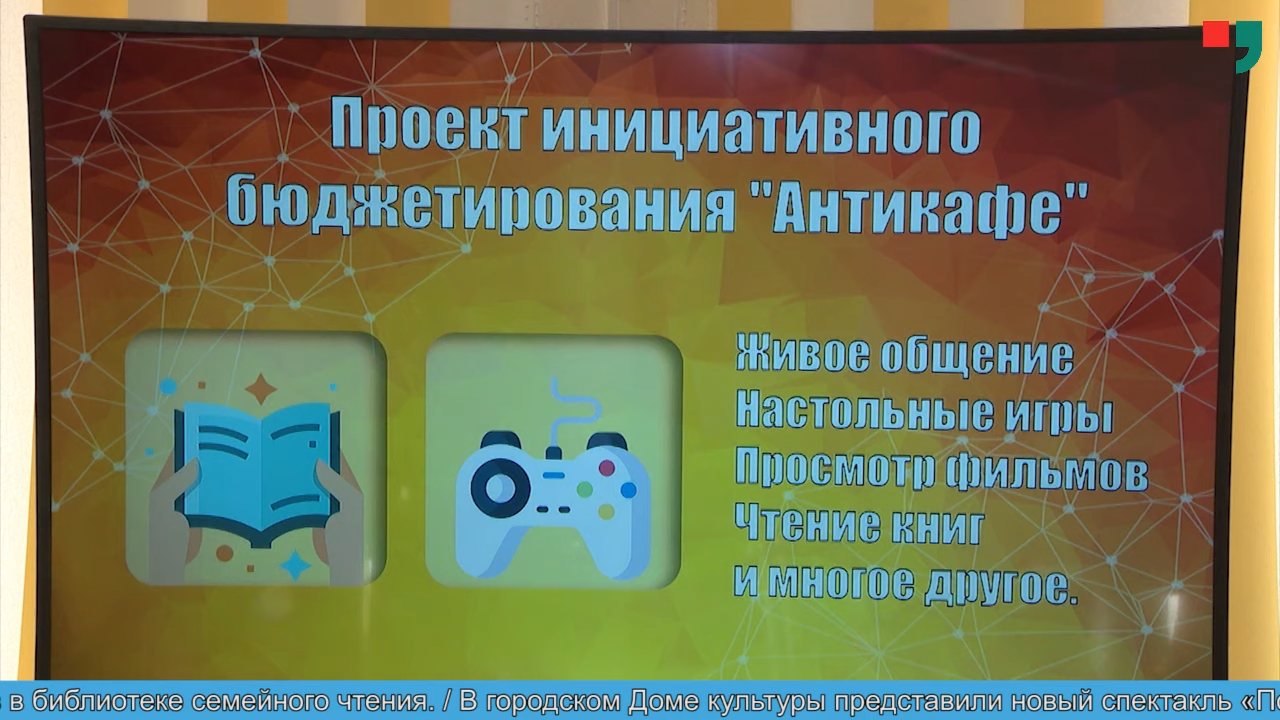 Проект инициативного
бюджетирования "Антикафе"
Живое общение
Настольные игры
Просмотр фильмов
Чтение книг
и многое другое.
в библиотеке семейного чтения. / В городском Доме культуры представили новый спектакль